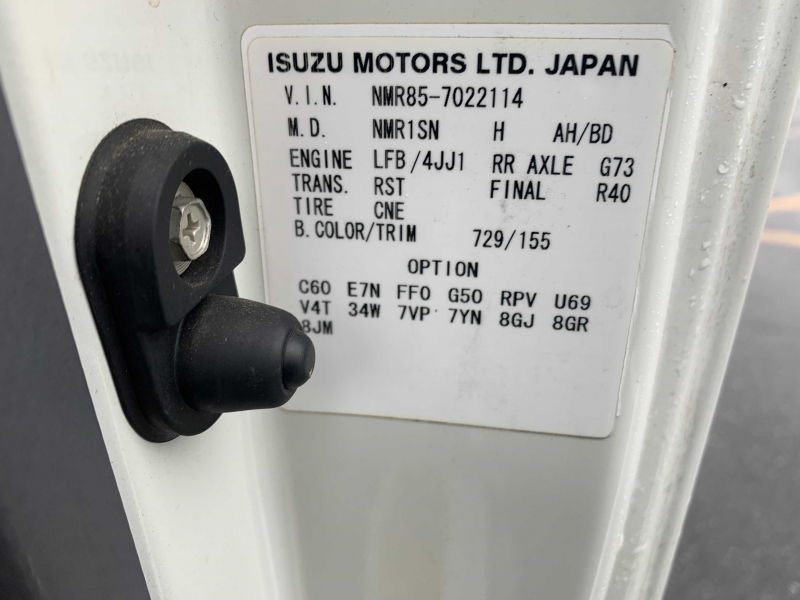 ISUZU MOTORS LTD. JAPAN
V.I.N. NMR85-7022114
M.D. NMR1SN H AH/BD
ENGINE LFB/4JJ1 RR AXLE G73
TRANS. RST FINAL R40
TIRE CNE
B.COLOR/TRIM 729/155
OPTION
C60 E7N FF0 G50 RPV U69
V4T 34W 7VP 7YN 8GJ 8GR
8JM